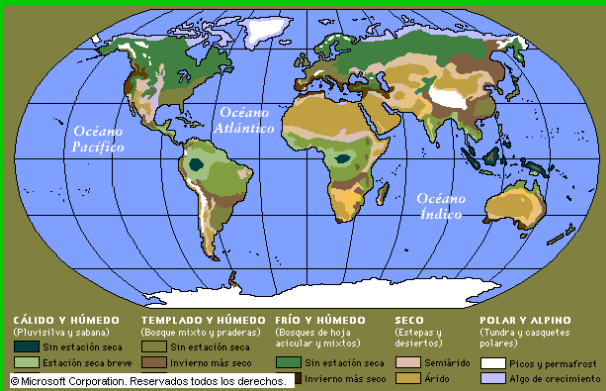 Océano
Pacífico
Océano
Atlántico
Océano
Índico
CÁLIDO Y HÚMEDO
(Pluvisilva y sabana)
Sin estación seca
Estación seca breve
TEMPLADO Y HÚMEDO
(Bosque mixto y praderas)
Sin estación seca
Invierno más seco
FRÍO Y HÚMEDO
(Bosques de hoja
acicular y mixtos)
Sin estación seca
Invierno más seco
SECO
(Estepas y
desiertos)
Semiárido
Árido
POLAR Y ALPINO
(Tundra y casquetes
polares)
Picos y permafrost
Algo de crecimiento
© Microsoft Corporation. Reservados todos los derechos.